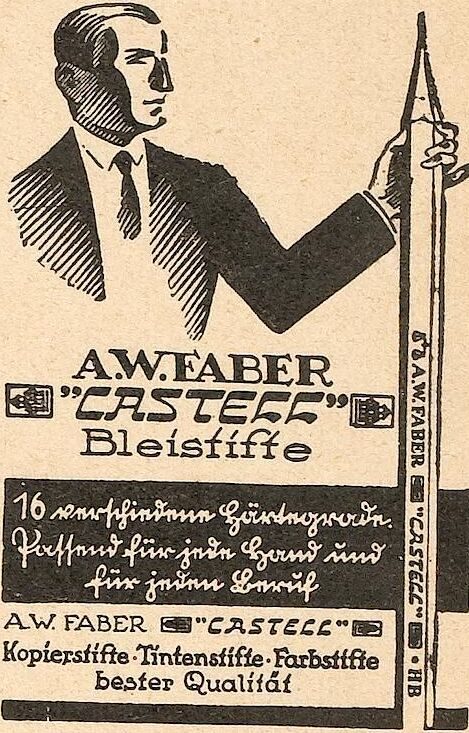 A.W. FABER
"CASTELL"
Bleistifte
16 verschiedene Härtegrade.
Passend für jede Hand und
für jeden Beruf
A.W. FABER "CASTELL"
Kopierstifte · Tintenstifte · Farbstifte
bester Qualität
A.W. FABER "CASTELL" · HB